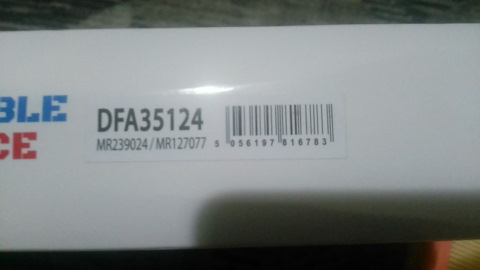 BLE
CE
DFA35124
MR239024 / MR127077
5 056197 816783